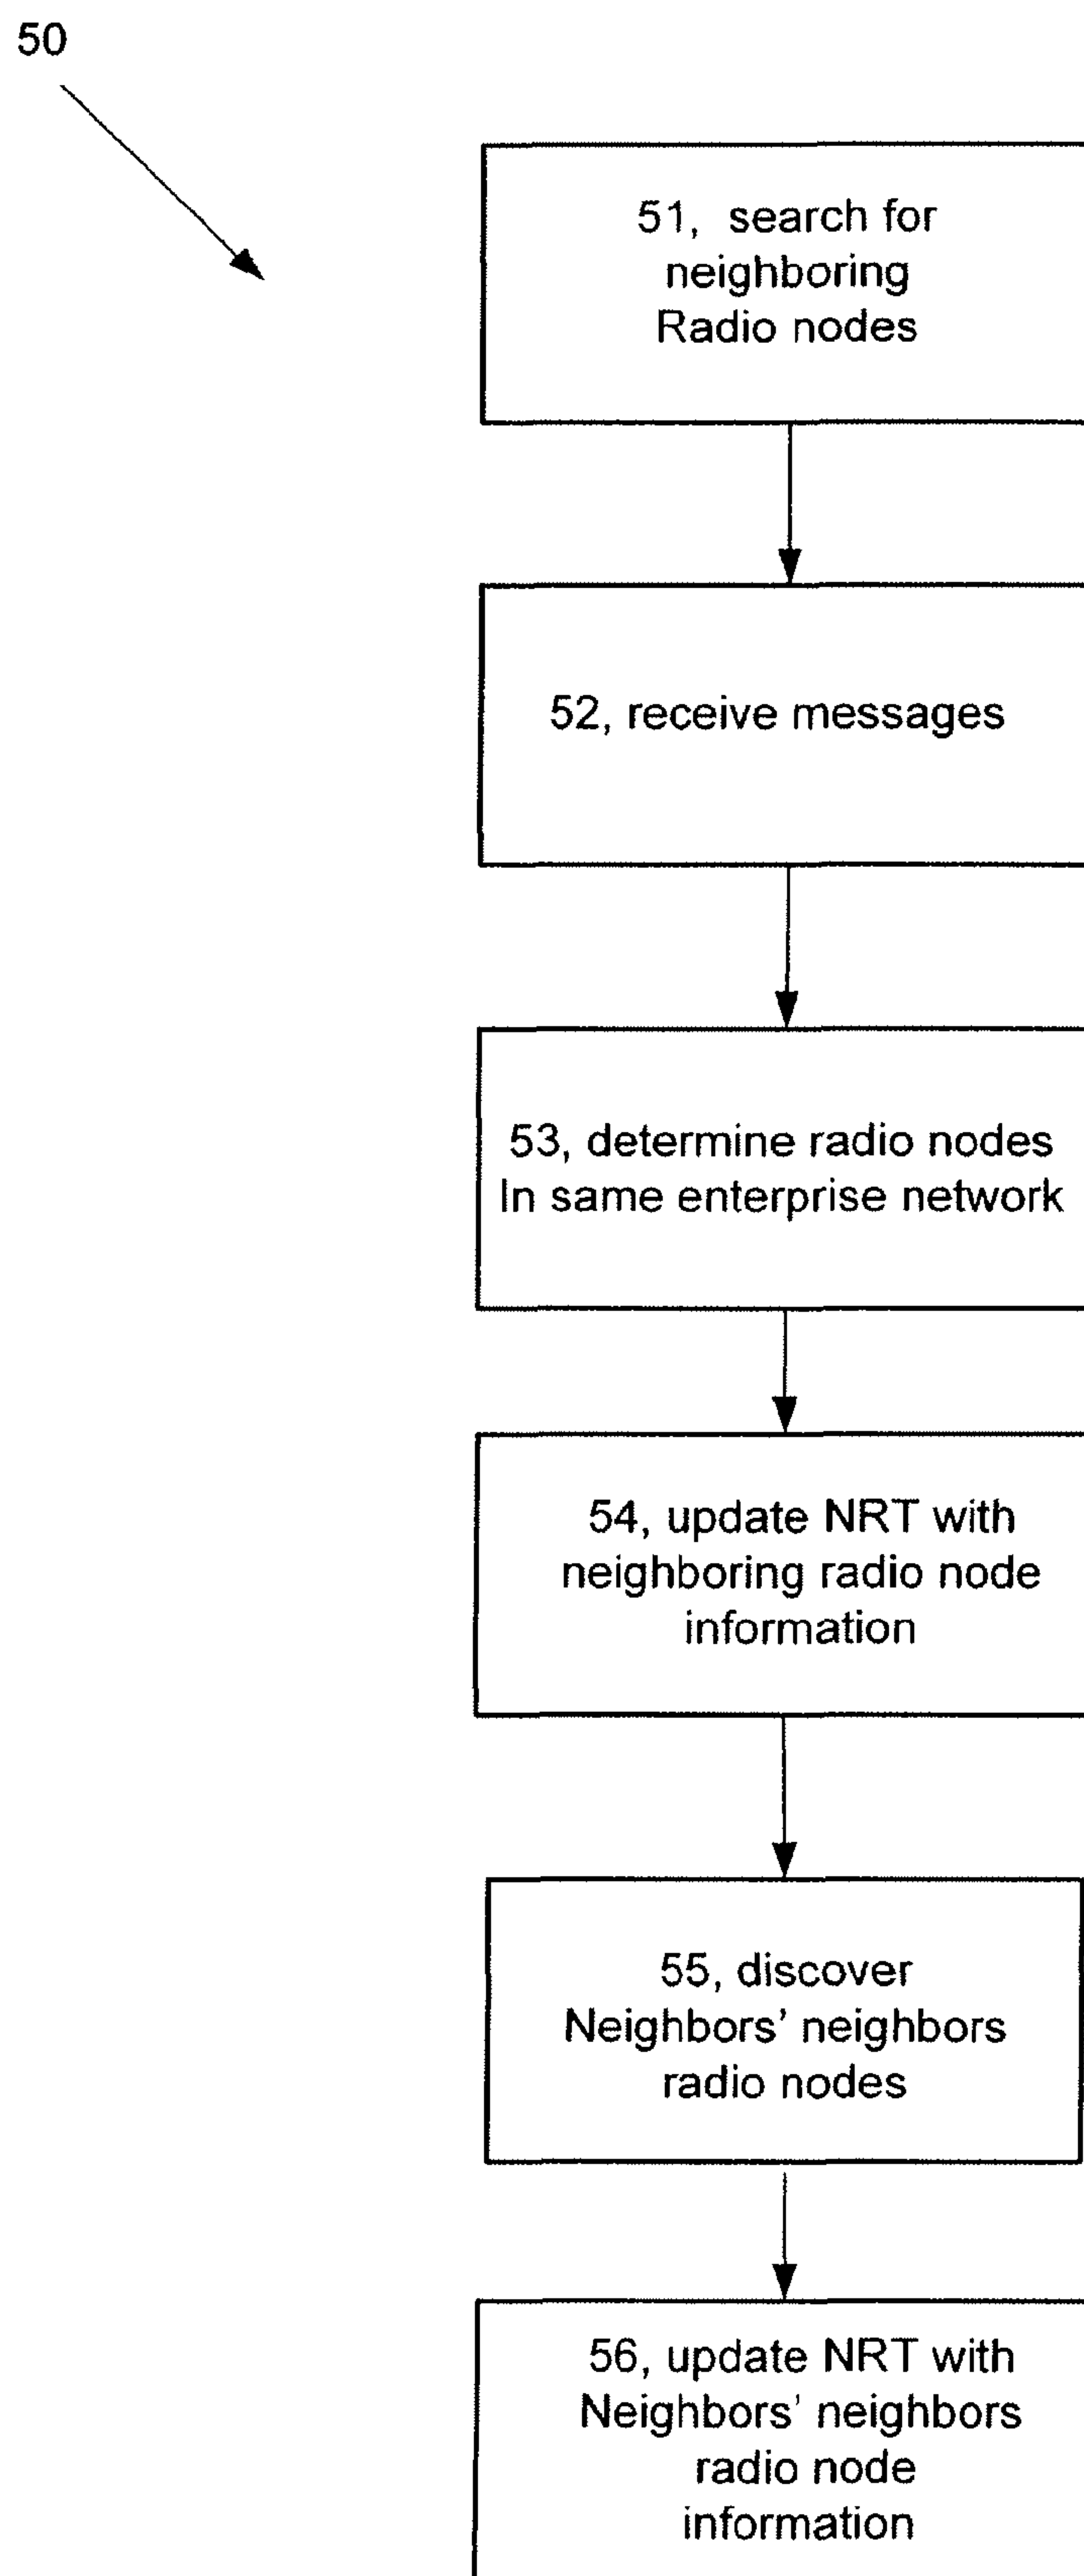 50
51,  search for
neighboring
Radio nodes
52, receive messages
53, determine radio nodes
In same enterprise network
54, update NRT with
neighboring radio node
information
55, discover
Neighbors’ neighbors
radio nodes
56, update NRT with
Neighbors’ neighbors
radio node
information